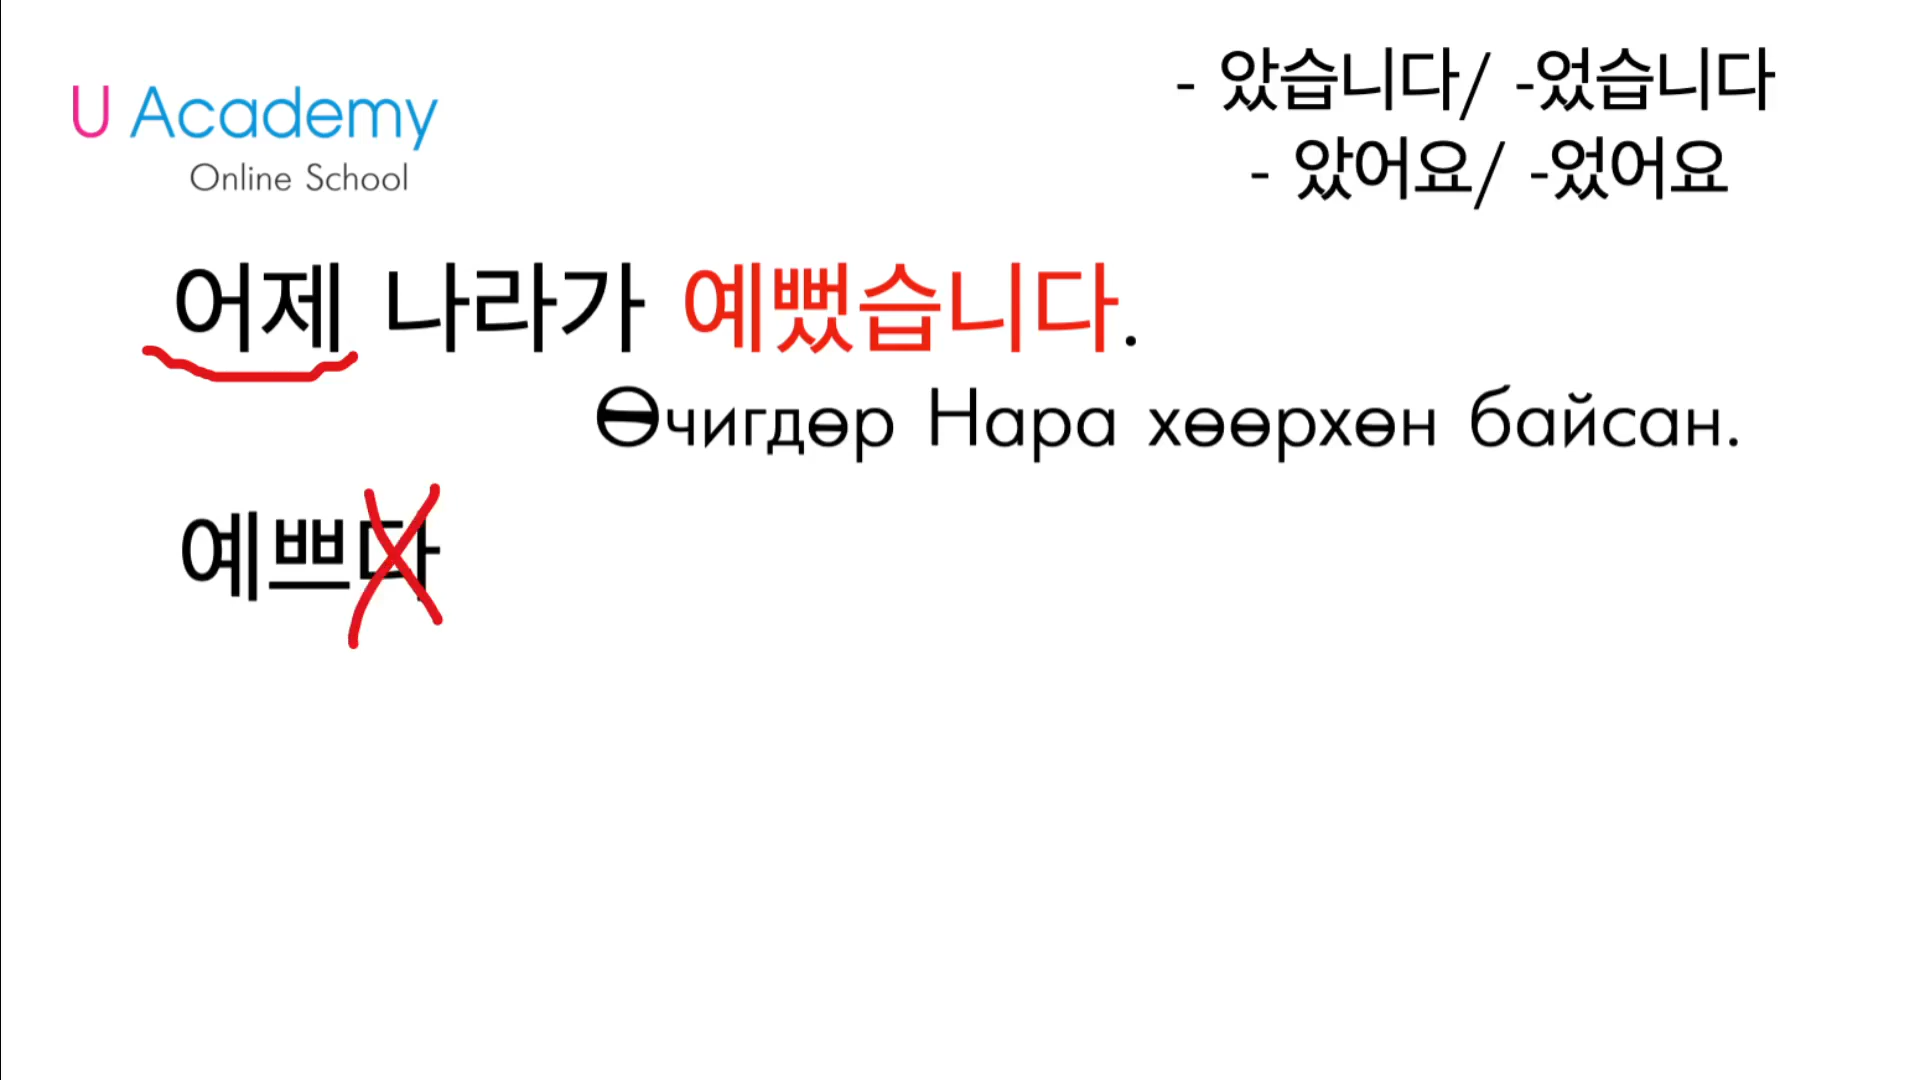 U Academy
Online School
- 았습니다/ -었습니다
- 았어요/ -었어요
어제 나라가 예뻤습니다.
Өчигдөр Нара хөөрхөн байсан.
예쁘다